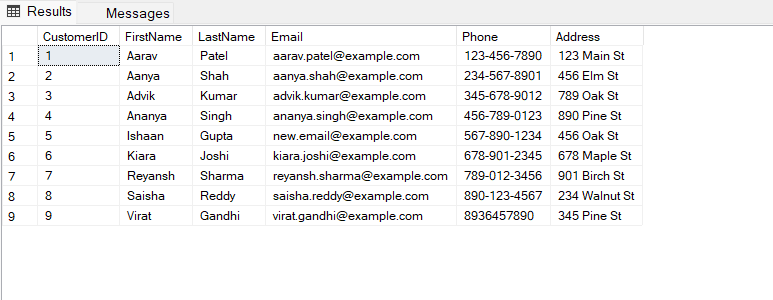 Results Messages
CustomerID FirstName LastName Email Phone Address
1 1 Aarav Patel aarav.patel@example.com 123-456-7890 123 Main St
2 2 Aanya Shah aanya.shah@example.com 234-567-8901 456 Elm St
3 3 Advik Kumar advik.kumar@example.com 345-678-9012 789 Oak St
4 4 Ananya Singh ananya.singh@example.com 456-789-0123 890 Pine St
5 5 Ishaan Gupta new.email@example.com 567-890-1234 456 Oak St
6 6 Kiara Joshi kiara.joshi@example.com 678-901-2345 678 Maple St
7 7 Reyansh Sharma reyansh.sharma@example.com 789-012-3456 901 Birch St
8 8 Saisha Reddy saisha.reddy@example.com 890-123-4567 234 Walnut St
9 9 Virat Gandhi virat.gandhi@example.com 8936457890 345 Pine St